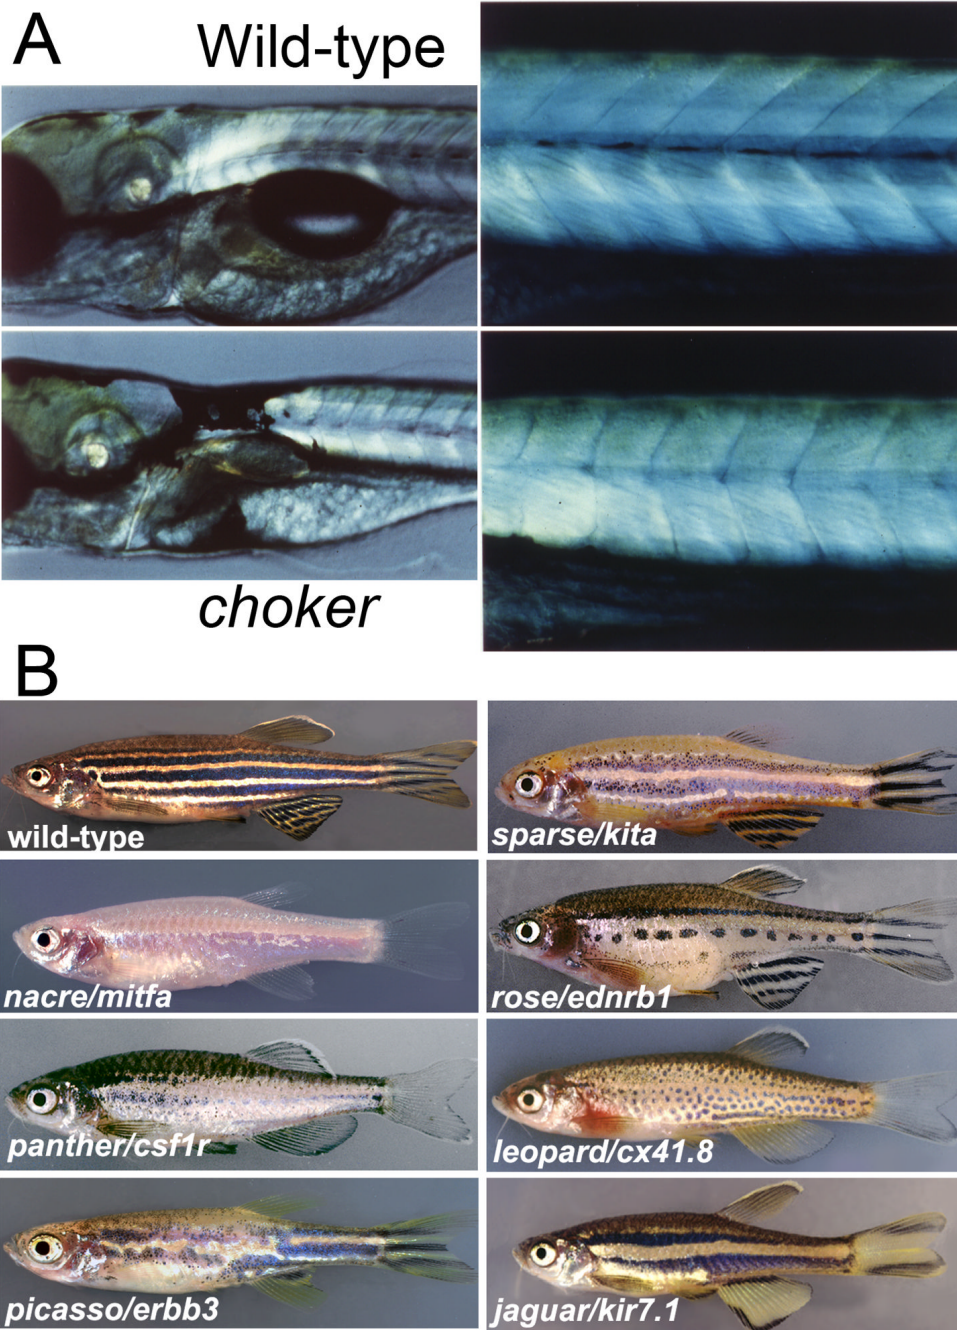 A
Wild-type
choker
B
wild-type
sparse/kita
nacre/mitfa
rose/ednrb1
panther/csf1r
leopard/cx41.8
picasso/erbb3
jaguar/kir7.1